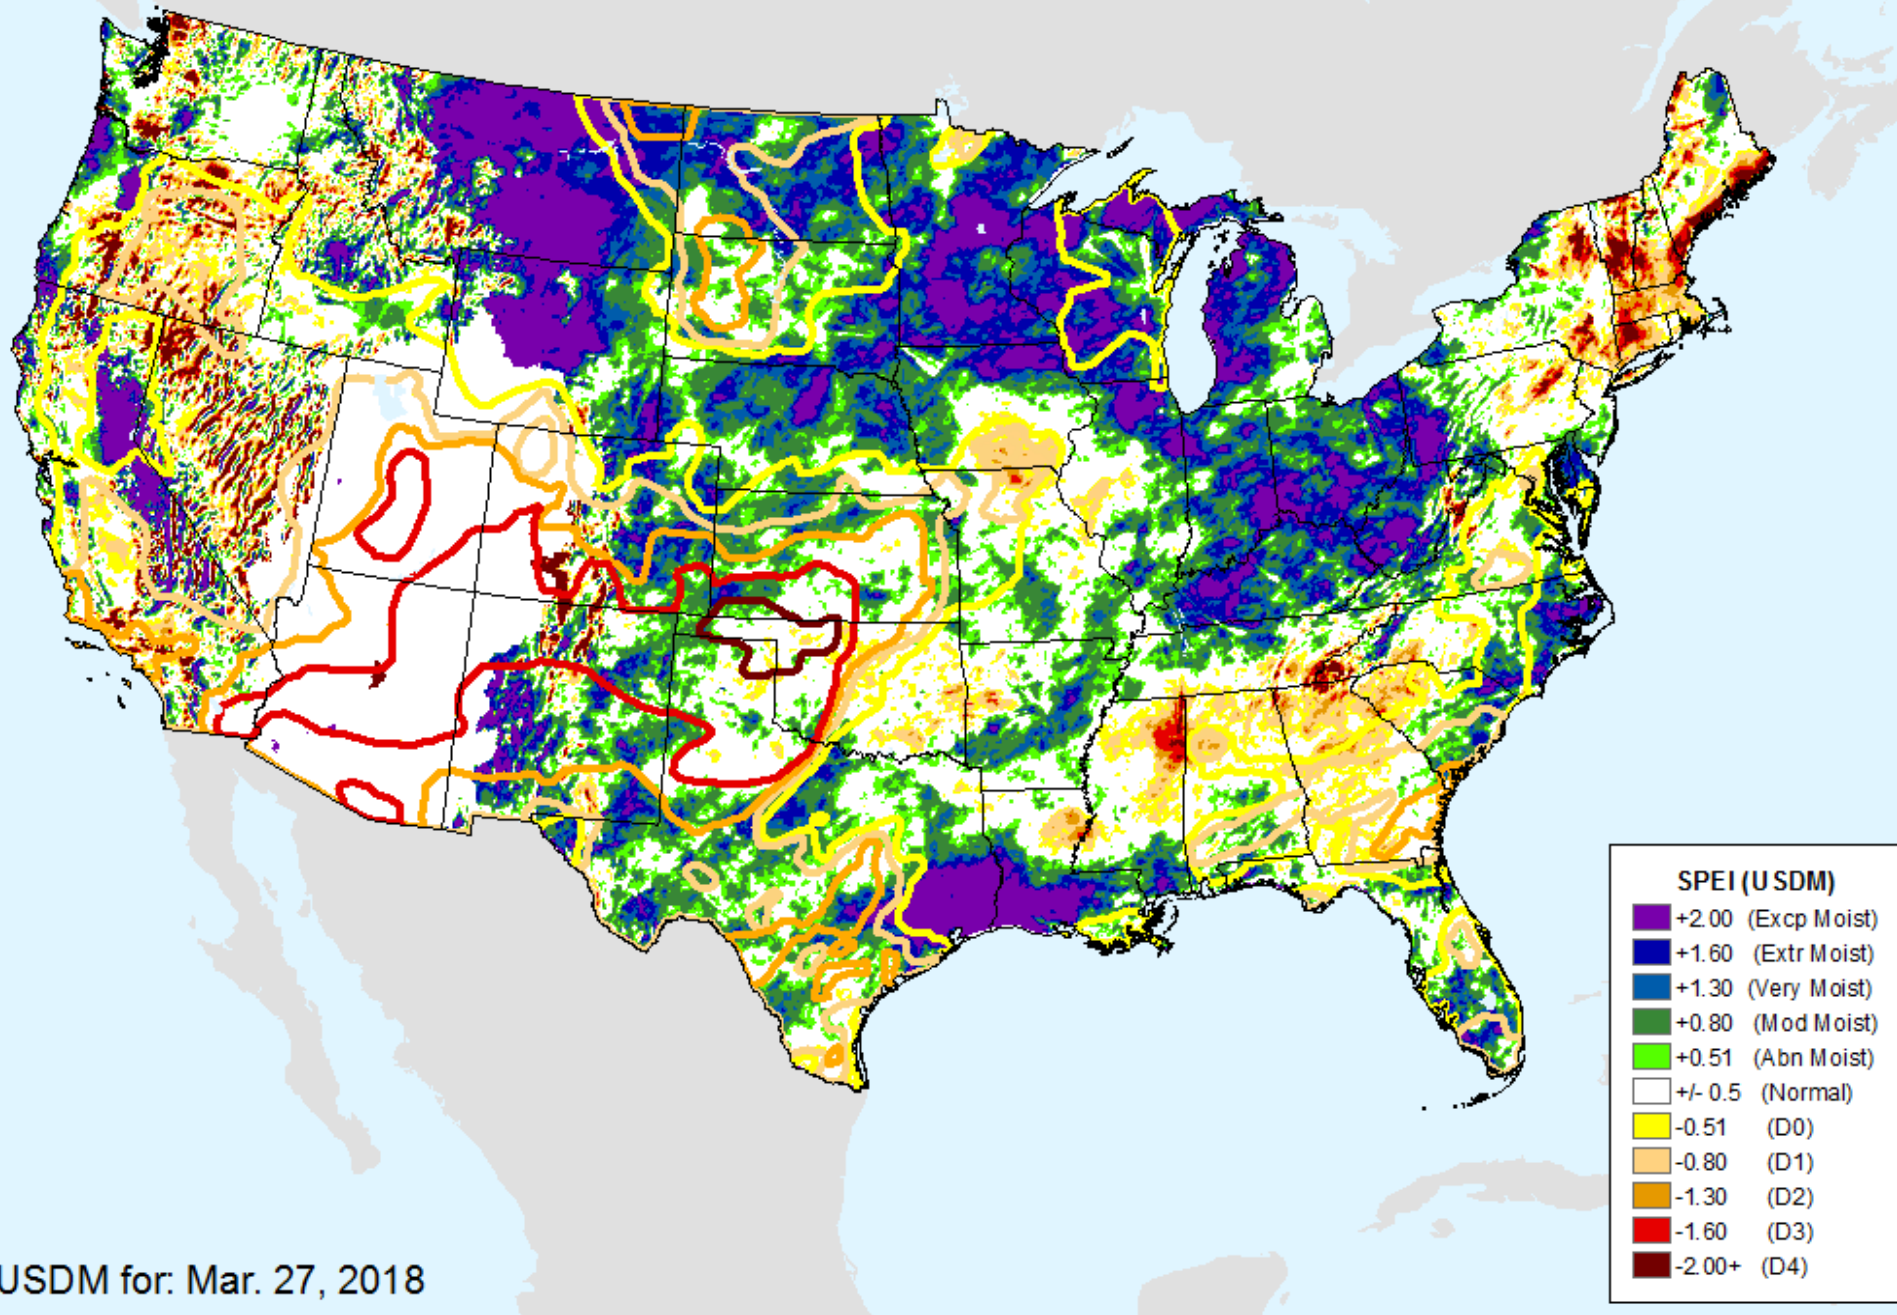 SPEI (USDM)
+2.00 (Excp Moist)
+1.60 (Extr Moist)
+1.30 (Very Moist)
+0.80 (Mod Moist)
+0.51 (Abn Moist)
+/- 0.5 (Normal)
-0.51 (D0)
-0.80 (D1)
-1.30 (D2)
-1.60 (D3)
-2.00+ (D4)
USDM for: Mar. 27, 2018